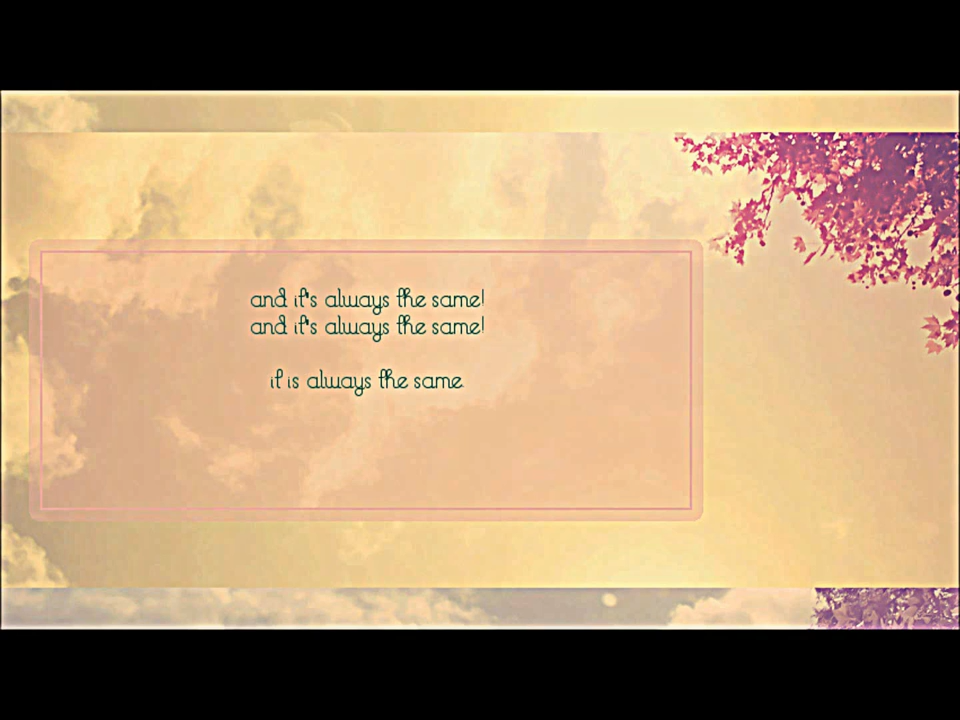 and it's always the same!
and it's always the same!
it is always the same.